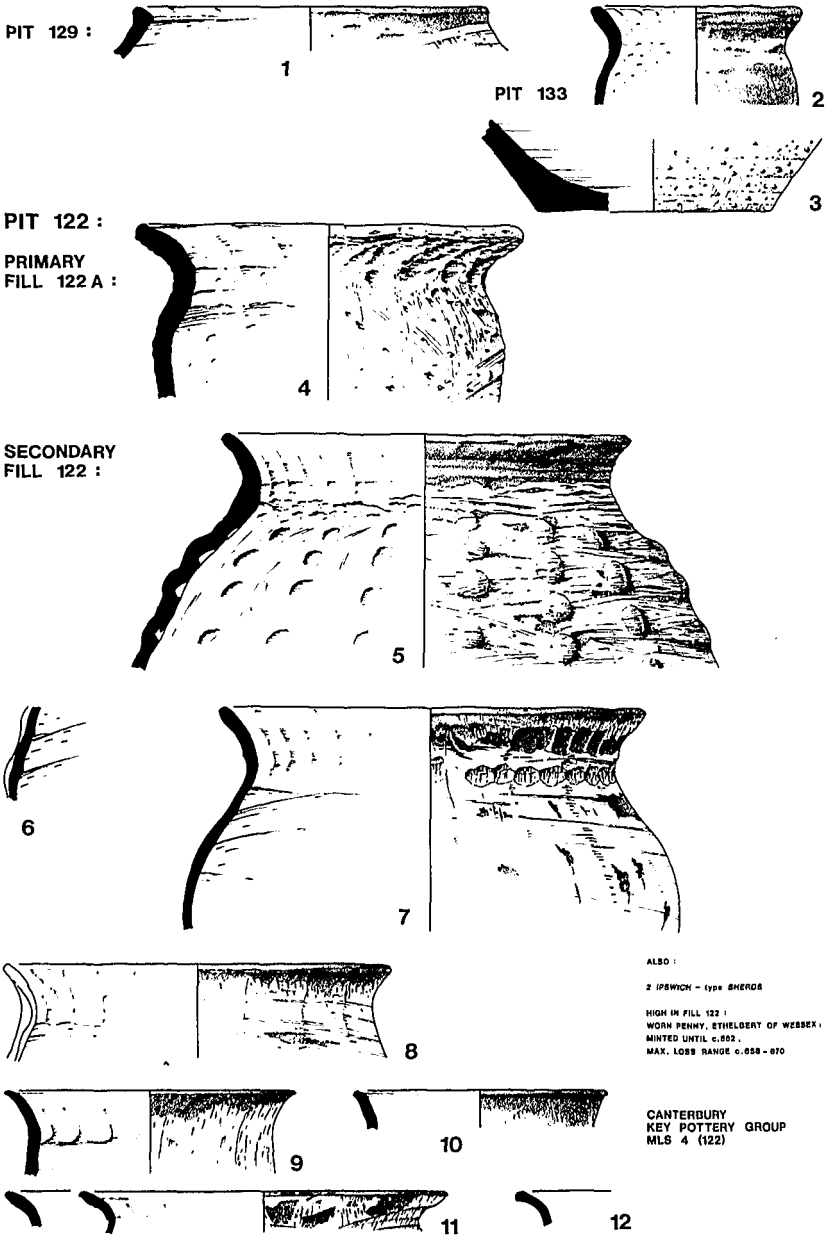 PIT 129 :
1
2
PIT 133
3
PIT 122 :
PRIMARY
FILL 122 A :
4
SECONDARY
FILL 122 :
5
6
7
ALSO :
2 IPSWICH - type SHERDS
HIGH IN FILL 122 :
WORN PENNY, ETHELBERT OF WESSEX,
MINTED UNTIL c.862 .
MAX. LOSS RANGE c.858 - 870
8
CANTERBURY
KEY POTTERY GROUP
MLS 4 (122)
9
10
11
12